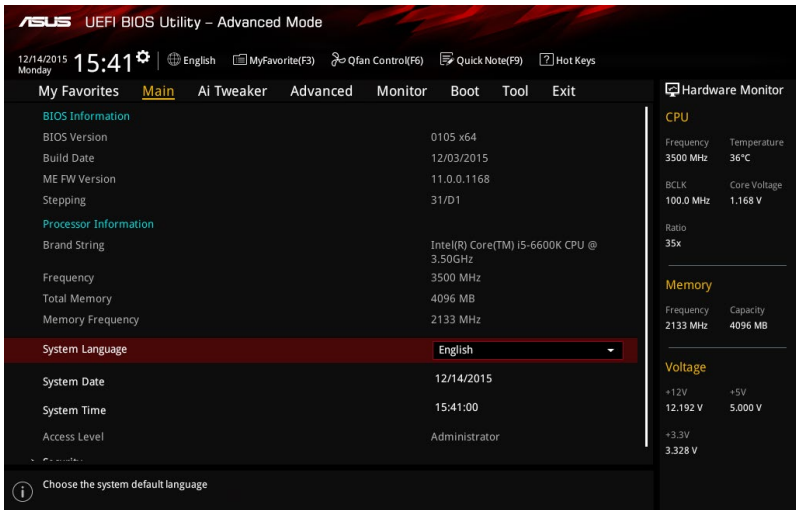 ASUS UEFI BIOS Utility – Advanced Mode
12/14/2015
Monday
15:41
English MyFavorite(F3) Qfan Control(F6) Quick Note(F9) ? Hot Keys
My Favorites Main Ai Tweaker Advanced Monitor Boot Tool Exit
BIOS Information
BIOS Version 0105 x64
Build Date 12/03/2015
ME FW Version 11.0.0.1168
Stepping 31/D1
Processor Information
Brand String Intel(R) Core(TM) i5-6600K CPU @
3.50GHz
Frequency 3500 MHz
Total Memory 4096 MB
Memory Frequency 2133 MHz
System Language English
System Date 12/14/2015
System Time 15:41:00
Access Level Administrator
> Security
Choose the system default language
Hardware Monitor
CPU
Frequency Temperature
3500 MHz 36°C
BCLK Core Voltage
100.0 MHz 1.168 V
Ratio
35x
Memory
Frequency Capacity
2133 MHz 4096 MB
Voltage
+12V +5V
12.192 V 5.000 V
+3.3V
3.328 V